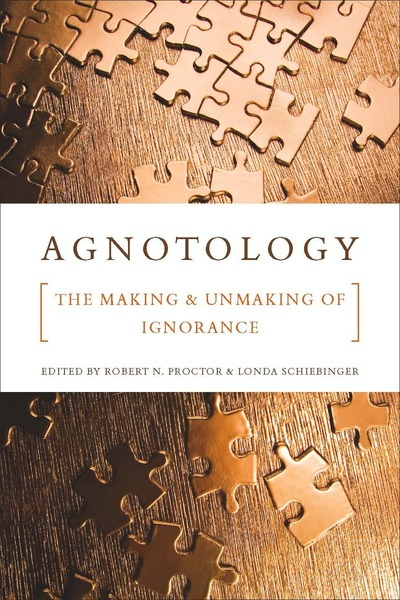 AGNOTOLOGY
[THE MAKING & UNMAKING OF
IGNORANCE]
EDITED BY ROBERT N. PROCTOR & LONDA SCHIEBINGER